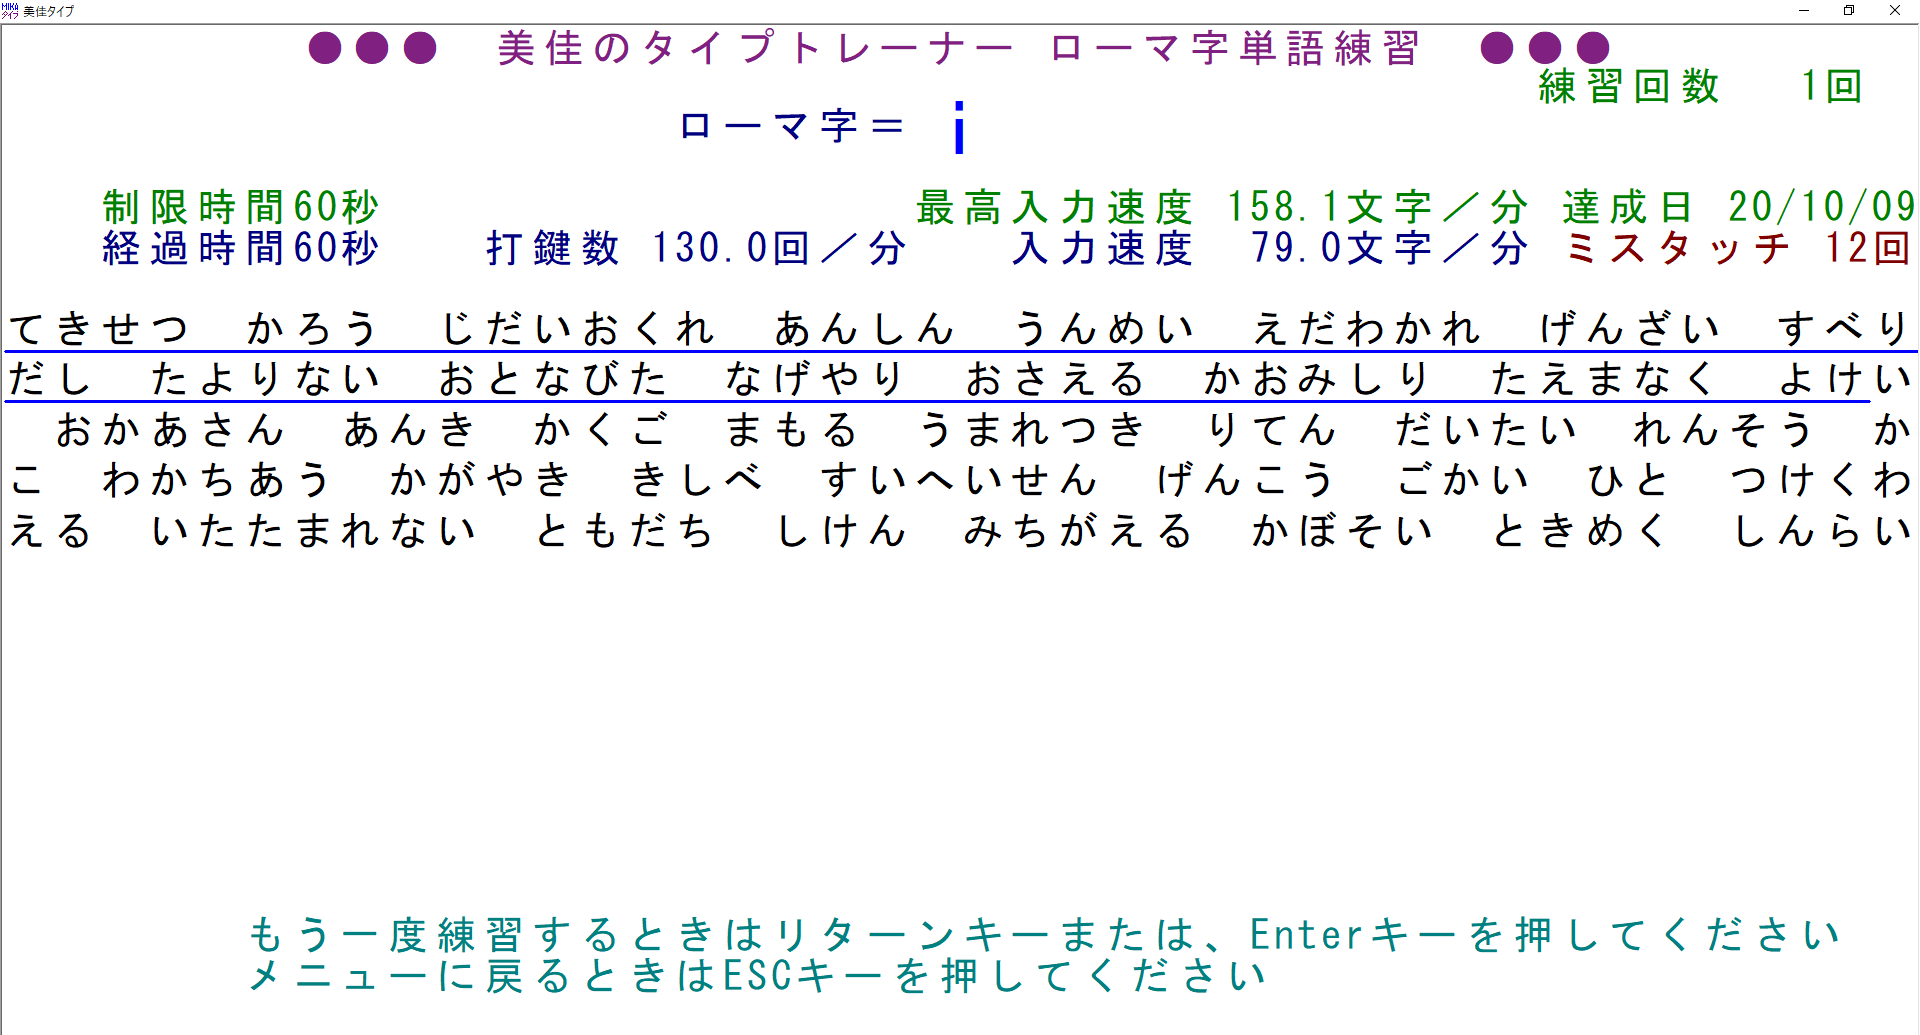 MIKA タイプ 美佳タイプ
●●● 美佳のタイプトレーナー ローマ字単語練習 ●●●
練習回数 1回
ローマ字＝ i
制限時間60秒 最高入力速度 158.1文字／分 達成日 20/10/09
経過時間60秒 打鍵数 130.0回／分 入力速度 79.0文字／分 ミスタッチ 12回
てきせつ かろう じだいおくれ あんしん うんめい えだわかれ げんざい すべり
だし たよりない おとなびた なげやり おさえる かおみしり たえまなく よけい
おかあさん あんき かくご まもる うまれつき りてん だいたい れんそう か
こ わかちあう かがやき きしべ すいへいせん げんこう ごかい ひと つけくわ
える いたたまれない ともだち しけん みちがえる かぼそい ときめく しんらい
もう一度練習するときはリターンキーまたは、Enterキーを押してください
メニューに戻るときはESCキーを押してください